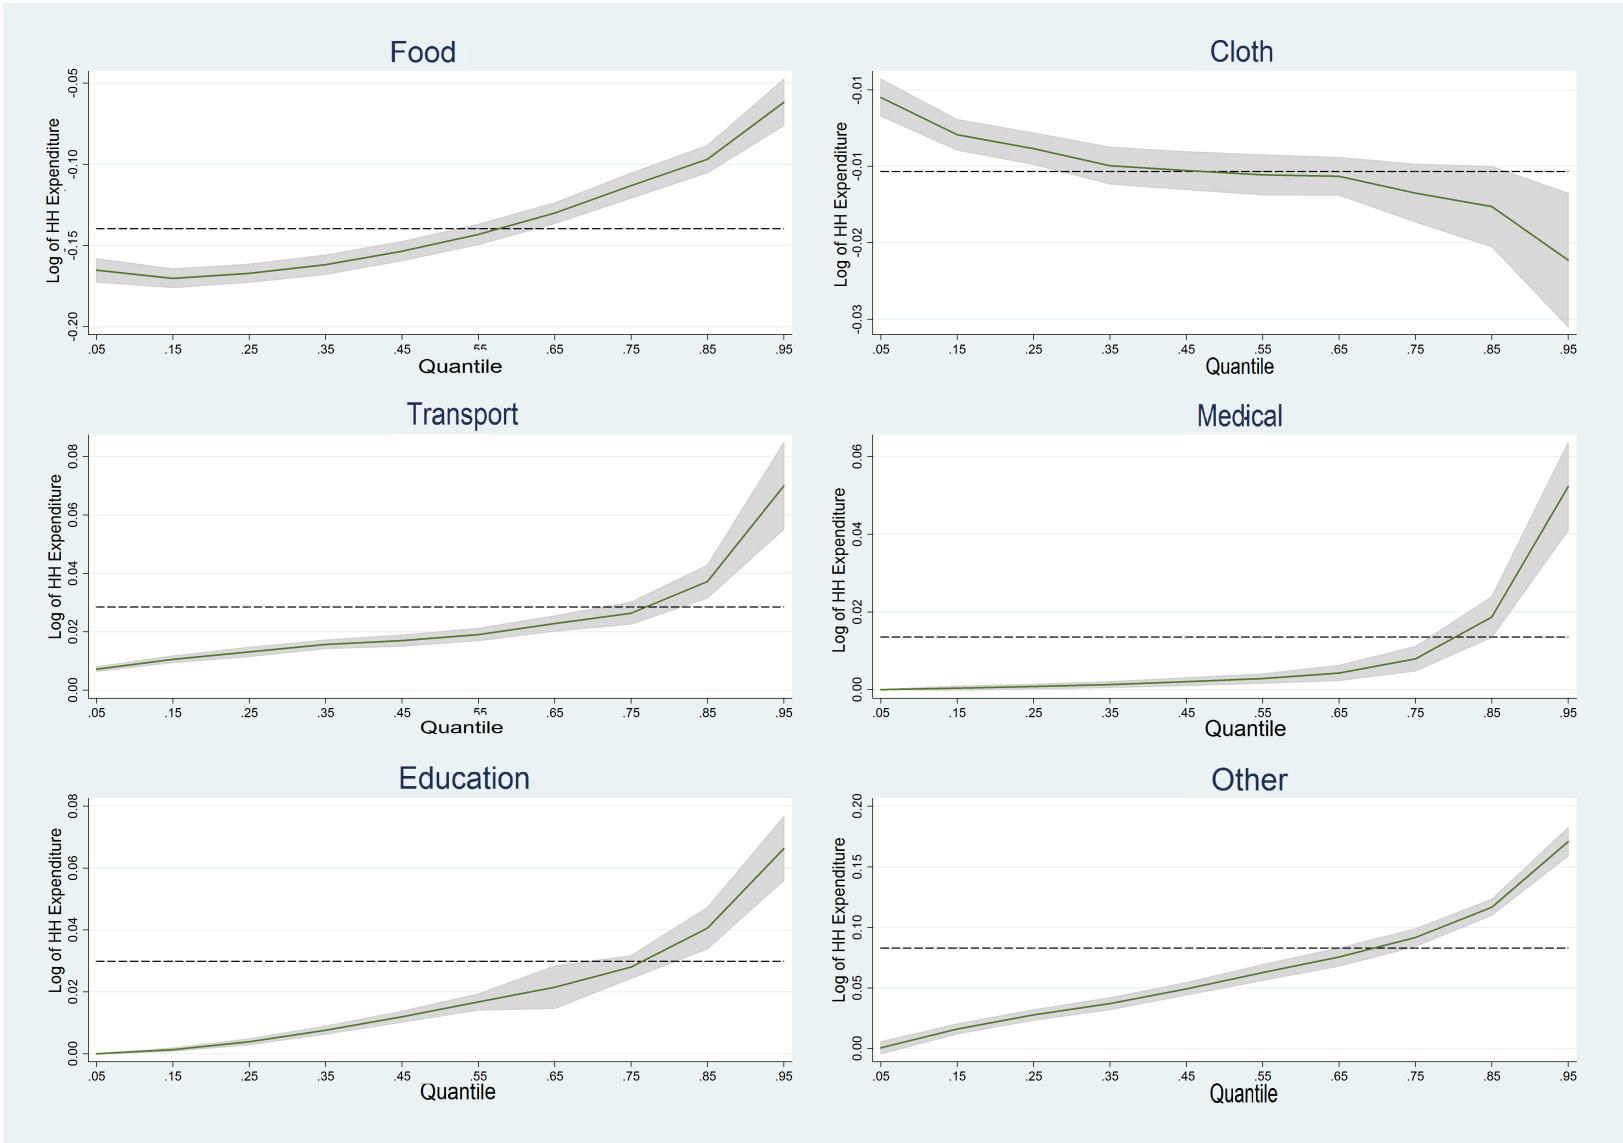 Food
Log of HH Expenditure
-0.05
-0.10
-0.15
-0.20
.05 .15 .25 .35 .45 .55 .65 .75 .85 .95
Quantile
Cloth
Log of HH Expenditure
-0.01
-0.01
-0.02
-0.03
.05 .15 .25 .35 .45 .55 .65 .75 .85 .95
Quantile
Transport
Log of HH Expenditure
0.08
0.06
0.04
0.02
0.00
.05 .15 .25 .35 .45 .55 .65 .75 .85 .95
Quantile
Medical
Log of HH Expenditure
0.06
0.04
0.02
0.00
.05 .15 .25 .35 .45 .55 .65 .75 .85 .95
Quantile
Education
Log of HH Expenditure
0.08
0.06
0.04
0.02
0.00
.05 .15 .25 .35 .45 .55 .65 .75 .85 .95
Quantile
Other
Log of HH Expenditure
0.20
0.15
0.10
0.05
0.00
.05 .15 .25 .35 .45 .55 .65 .75 .85 .95
Quantile